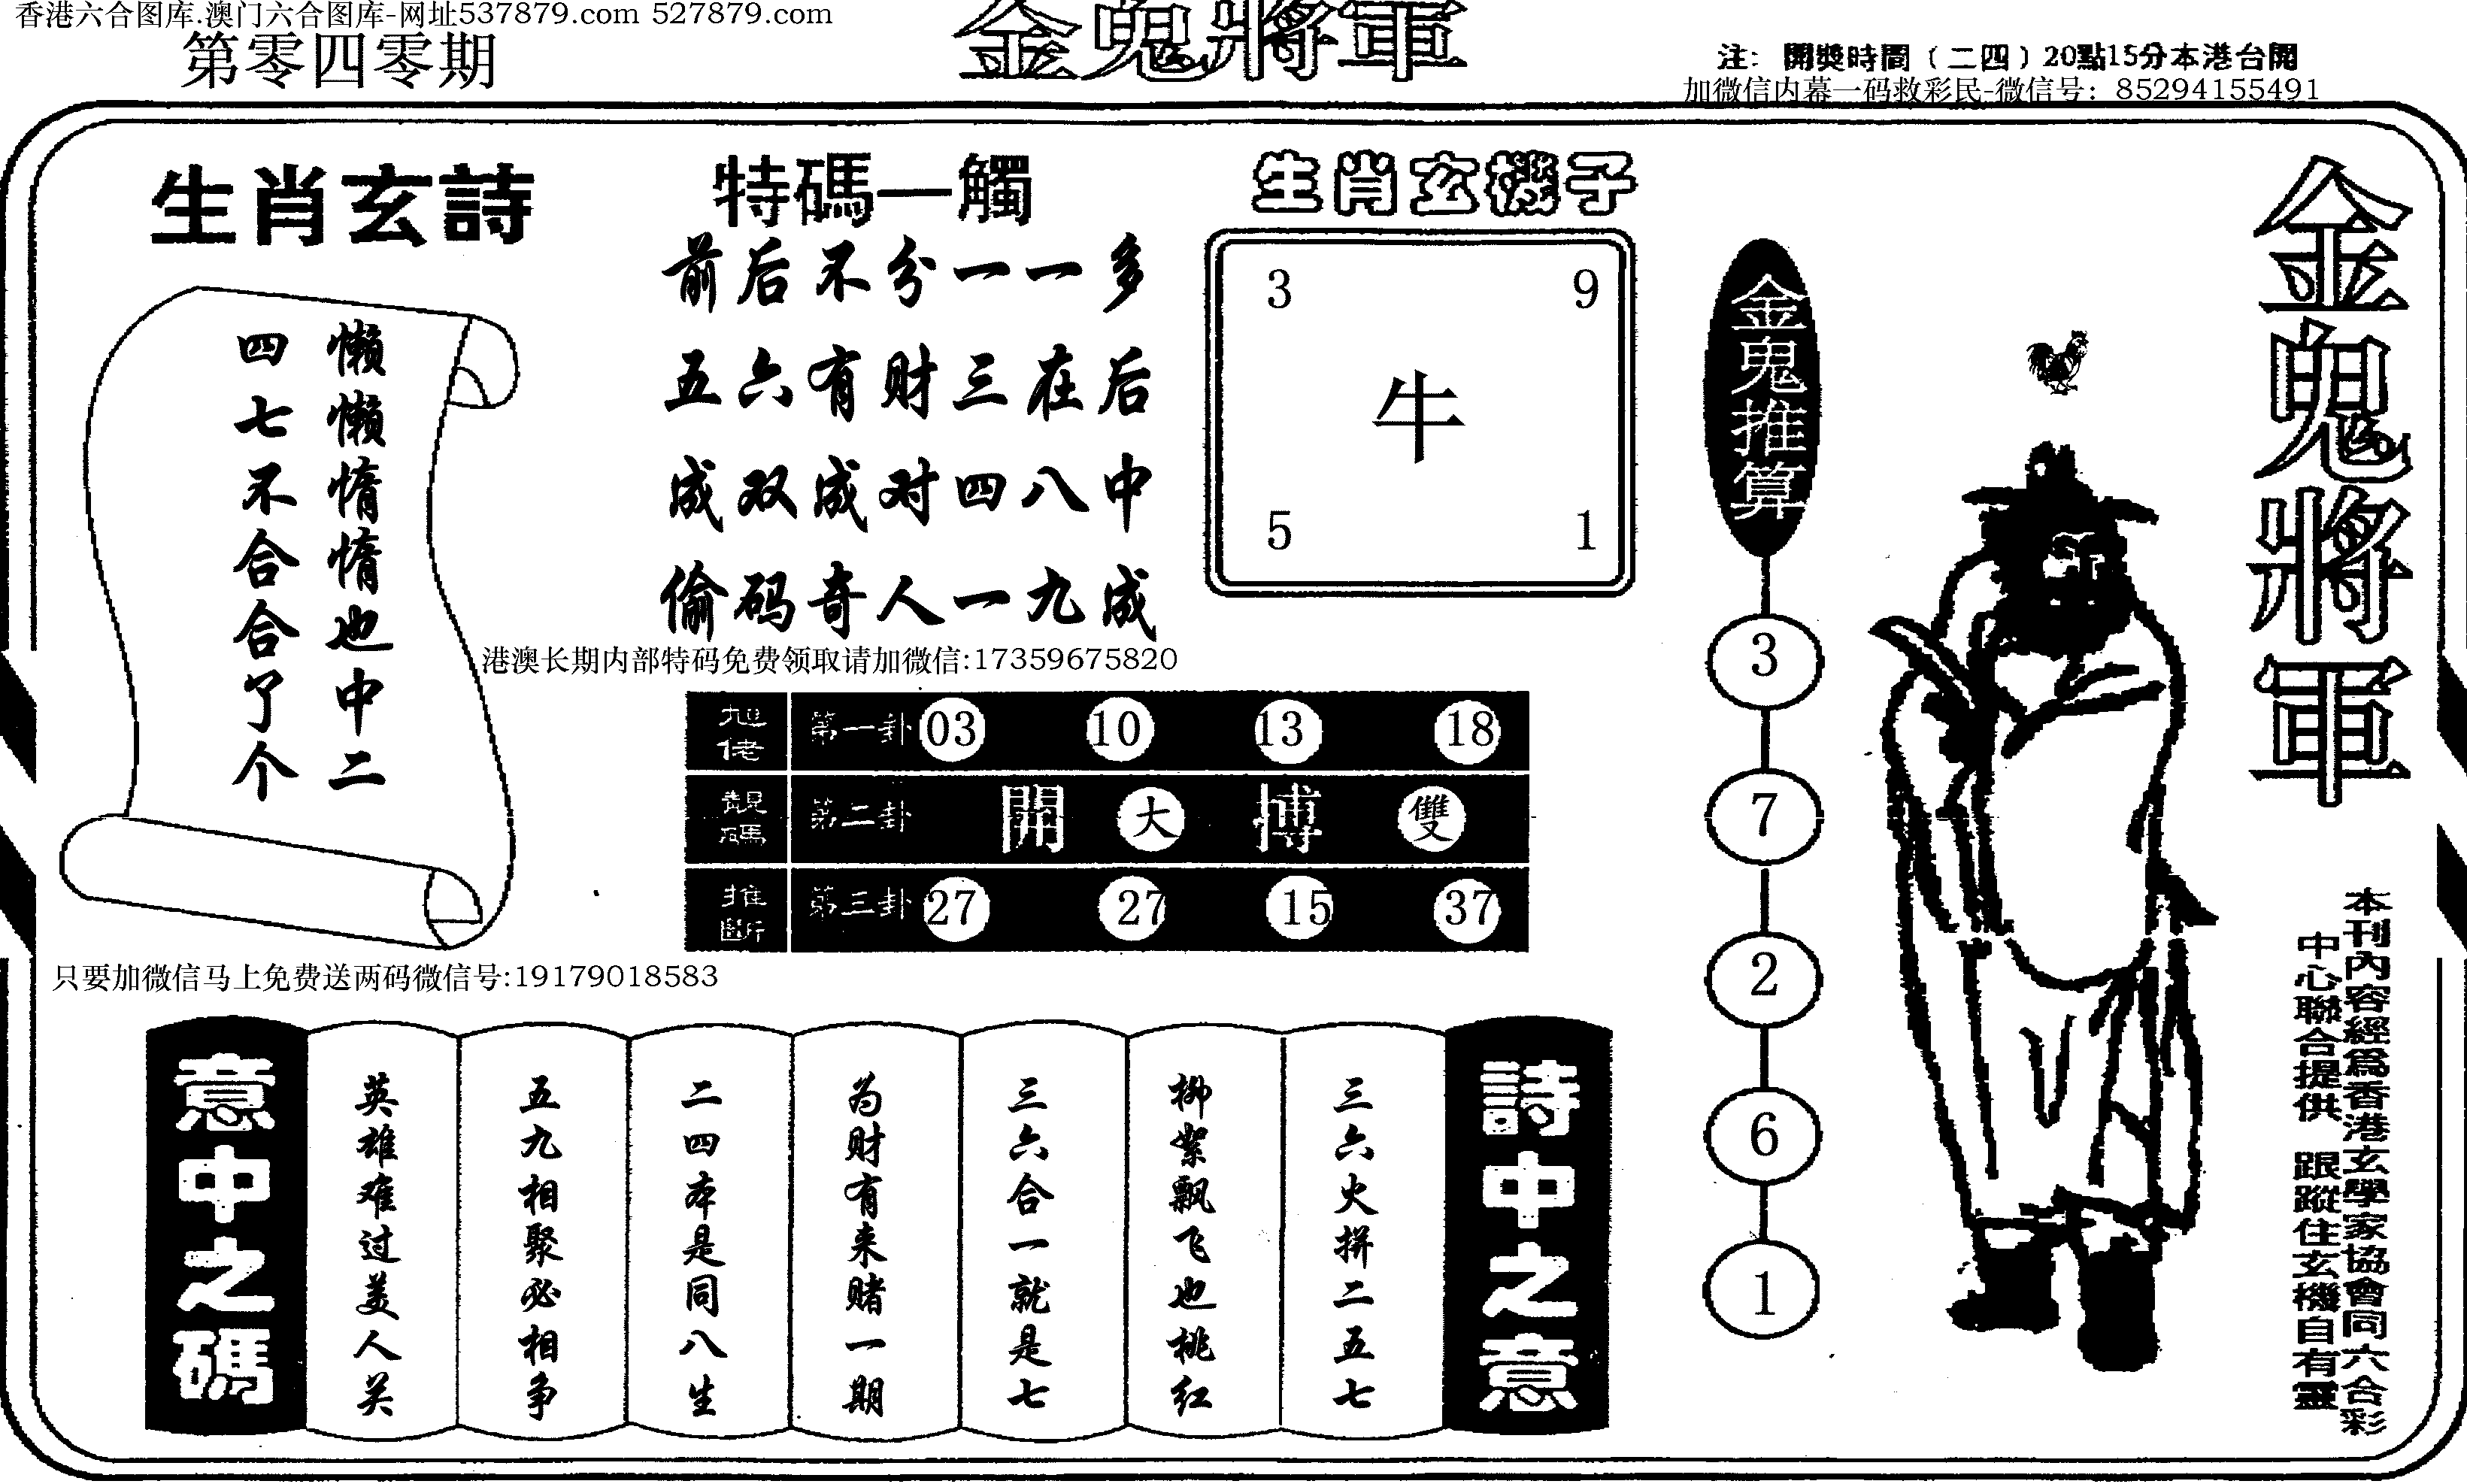 香港六合图库.澳门六合图库-网址537879.com 527879.com
第零四零期
金鬼將軍
注: 開獎時間（二四）20點15分本港台開
加微信内幕一码救彩民-微信号: 85294155491
生肖玄詩
懒懒惰惰也中二
四七不合合了个
特碼一觸
前后不分一一多
五六有财三在后
成双成对四八中
偷码奇人一九成
生肖玄機子
3 9
牛
5 1
港澳长期内部特码免费领取请加微信:17359675820
旭佬
靚碼
推斷
第一卦 03 10 13 18
第二卦 開 大 博 雙
第三卦 27 27 15 37
只要加微信马上免费送两码微信号:19179018583
詩中之意
三六火拼二五七
柳絮飘飞也桃红
三六合一就是七
为财有来赌一期
二四本是同八生
五九相聚必相争
英雄难过美人关
意中之碼
金鬼推算
3
7
2
6
1
金鬼將軍
本刊內容經爲香港玄學家協會同六合彩
中心聯合提供 跟蹤住玄機自有靈